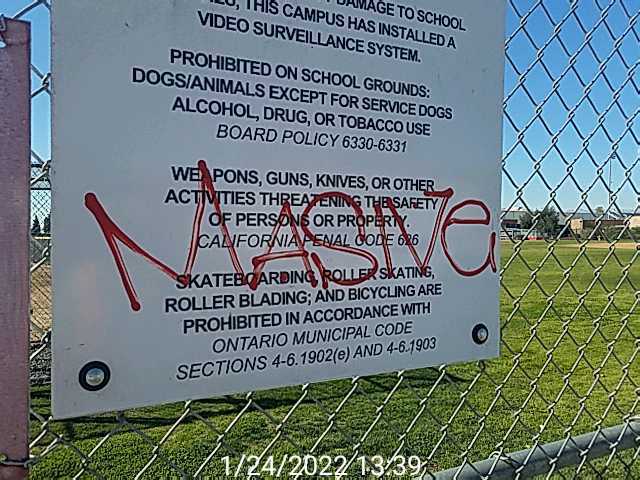 DAMAGE TO SCHOOL
THIS CAMPUS HAS INSTALLED A
VIDEO SURVEILLANCE SYSTEM.
PROHIBITED ON SCHOOL GROUNDS:
DOGS/ANIMALS EXCEPT FOR SERVICE DOGS
ALCOHOL, DRUG, OR TOBACCO USE
BOARD POLICY 6330-6331
WEAPONS, GUNS, KNIVES, OR OTHER
ACTIVITIES THREATENING THE SAFETY
OF PERSONS OR PROPERTY.
CALIFORNIA PENAL CODE 626
MASIVe
SKATEBOARDING, ROLLER SKATING,
ROLLER BLADING; AND BICYCLING ARE
PROHIBITED IN ACCORDANCE WITH
ONTARIO MUNICIPAL CODE
SECTIONS 4-6.1902(e) AND 4-6.1903
1/24/2022 13:39